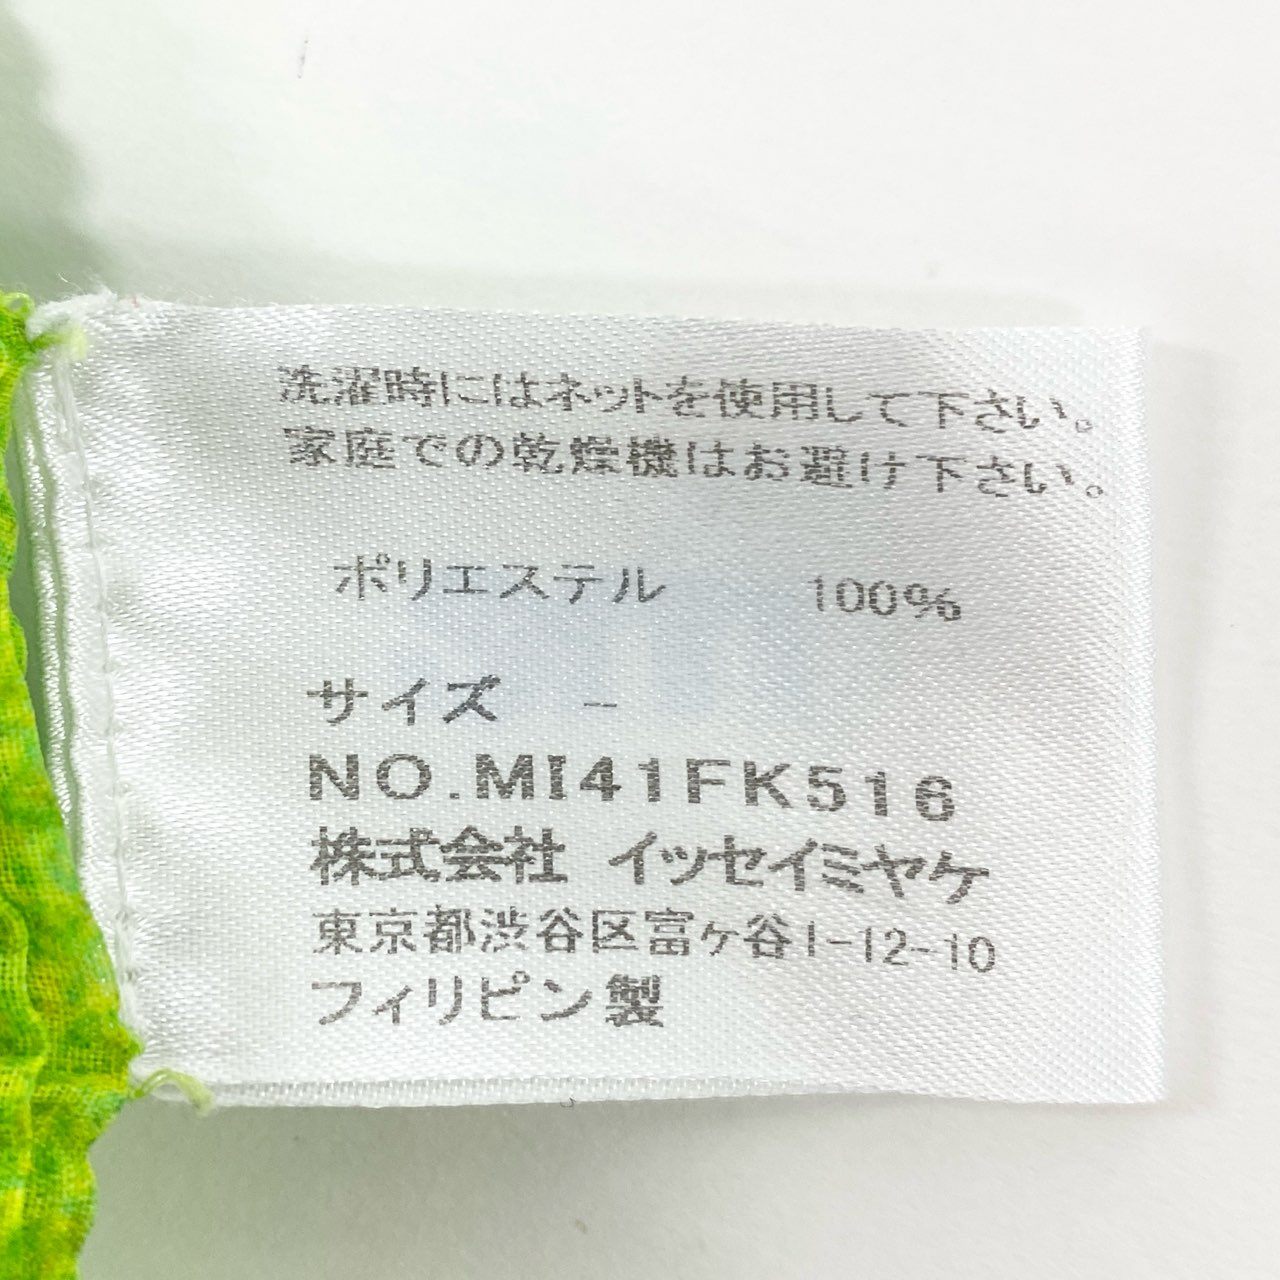 洗濯時にはネットを使用して下さい。
家庭での乾燥機はお避け下さい。
ポリエステル 100%
サイズ -
NO.MI41FK516
株式会社 イッセイミヤケ
東京都渋谷区富ヶ谷1-12-10
フィリピン製